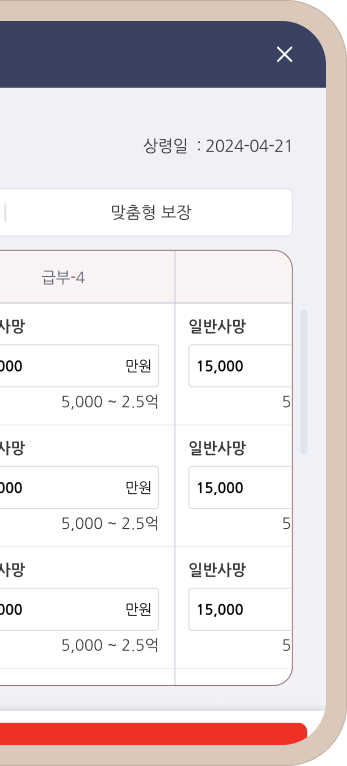 상령일 : 2024-04-21
맞춤형 보장
급부-4
사망 일반사망
000 만원 15,000
5,000 ~ 2.5억 5
사망 일반사망
000 만원 15,000
5,000 ~ 2.5억 5
사망 일반사망
000 만원 15,000
5,000 ~ 2.5억 5